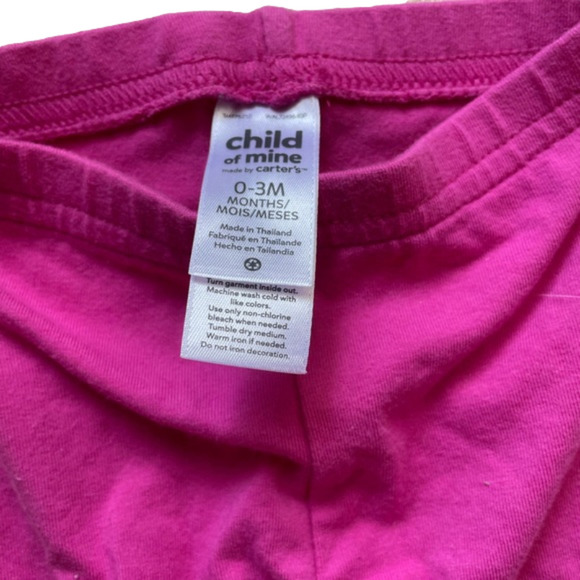 child
of mine
made by carter's™
0-3M
MONTHS/
MOIS/MESES
Made in Thailand
Fabriqué en Thaïlande
Hecho en Tailandia
Turn garment inside out.
Machine wash cold with
like colors.
Use only non-chlorine
bleach when needed.
Tumble dry medium.
Warm iron if needed.
Do not iron decoration.